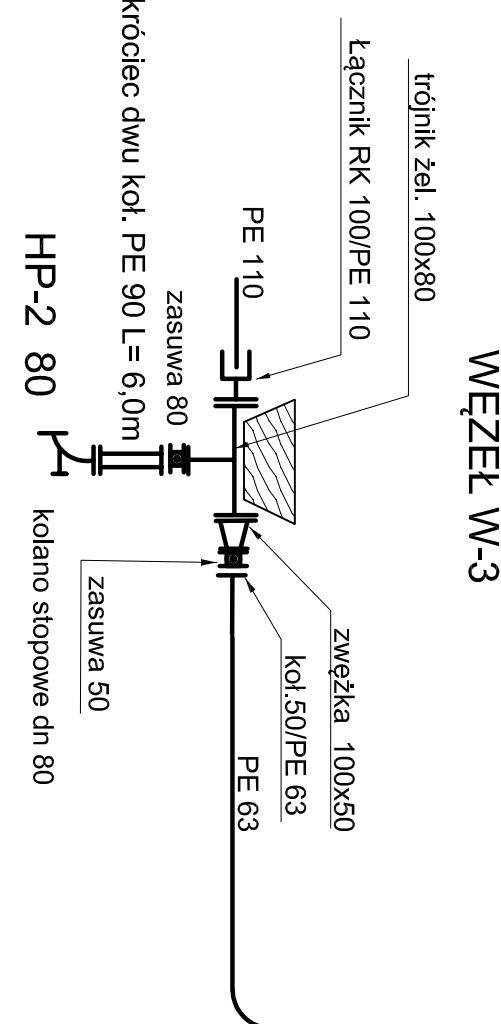 WĘZEŁ W-3
trójnik żel. 100x80
Łącznik RK 100/PE 110
zwężka 100x50
koł.50/PE 63
PE 110
PE 63
zasuwa 80
króciec dwu koł. PE 90 L= 6,0m
zasuwa 50
HP-2 80
kolano stopowe dn 80